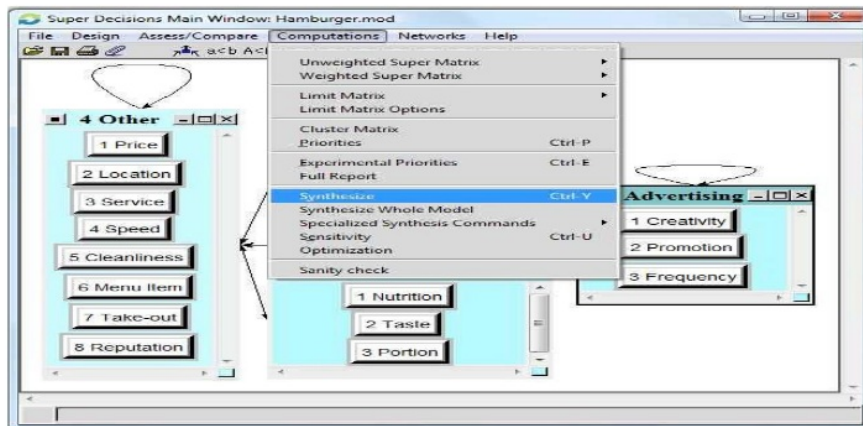 Super Decisions Main Window: Hamburger.mod
File Design Assess/Compare Computations Networks Help
a<b
Unweighted Super Matrix
Weighted Super Matrix
Limit Matrix
Limit Matrix Options
Cluster Matrix
Priorities Ctrl-P
Experimental Priorities Ctrl-E
Full Report
Synthesize Ctrl-Y
Synthesize Whole Model
Specialized Synthesis Commands
Sensitivity Ctrl-U
Optimization
Sanity check
4 Other
1 Price
2 Location
3 Service
4 Speed
5 Cleanliness
6 Menu Item
7 Take-out
8 Reputation
1 Nutrition
2 Taste
3 Portion
Advertising
1 Creativity
2 Promotion
3 Frequency